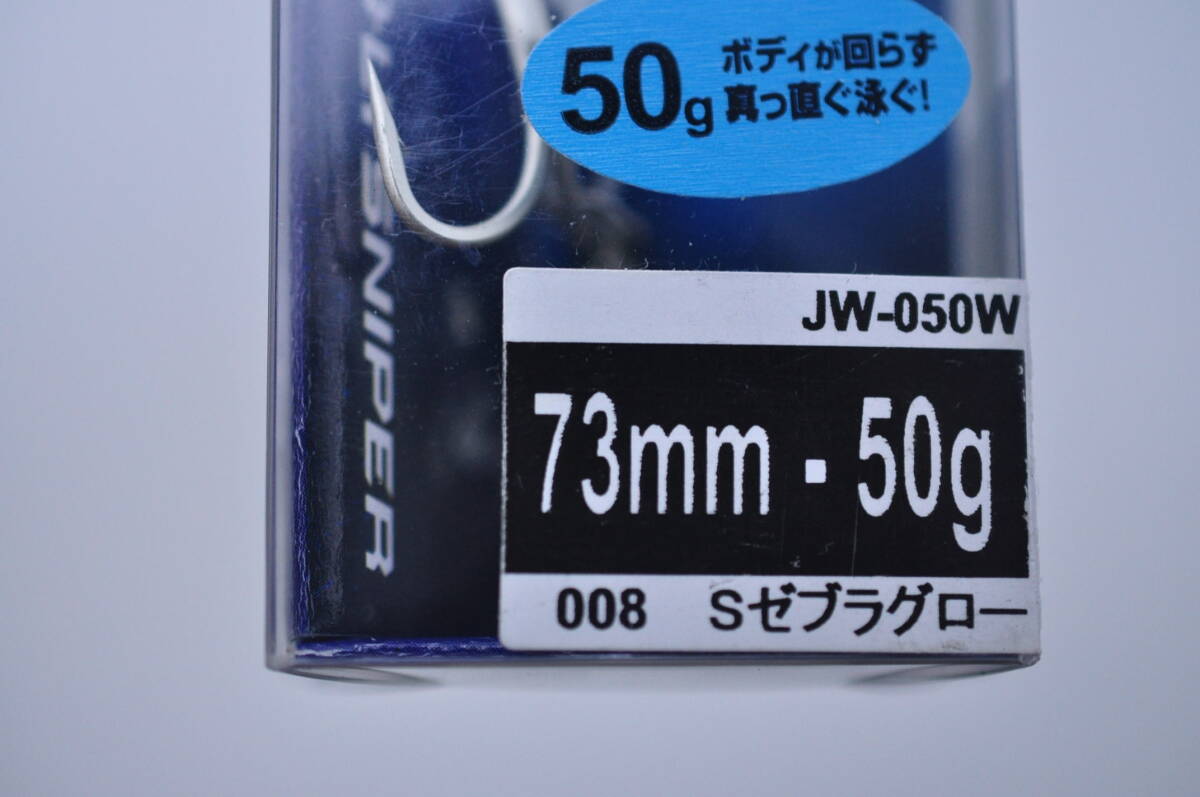 50g
ボディが回らず
真っ直ぐ泳ぐ!
SNIPER
JW-050W
73mm・50g
008 Sゼブラグロー